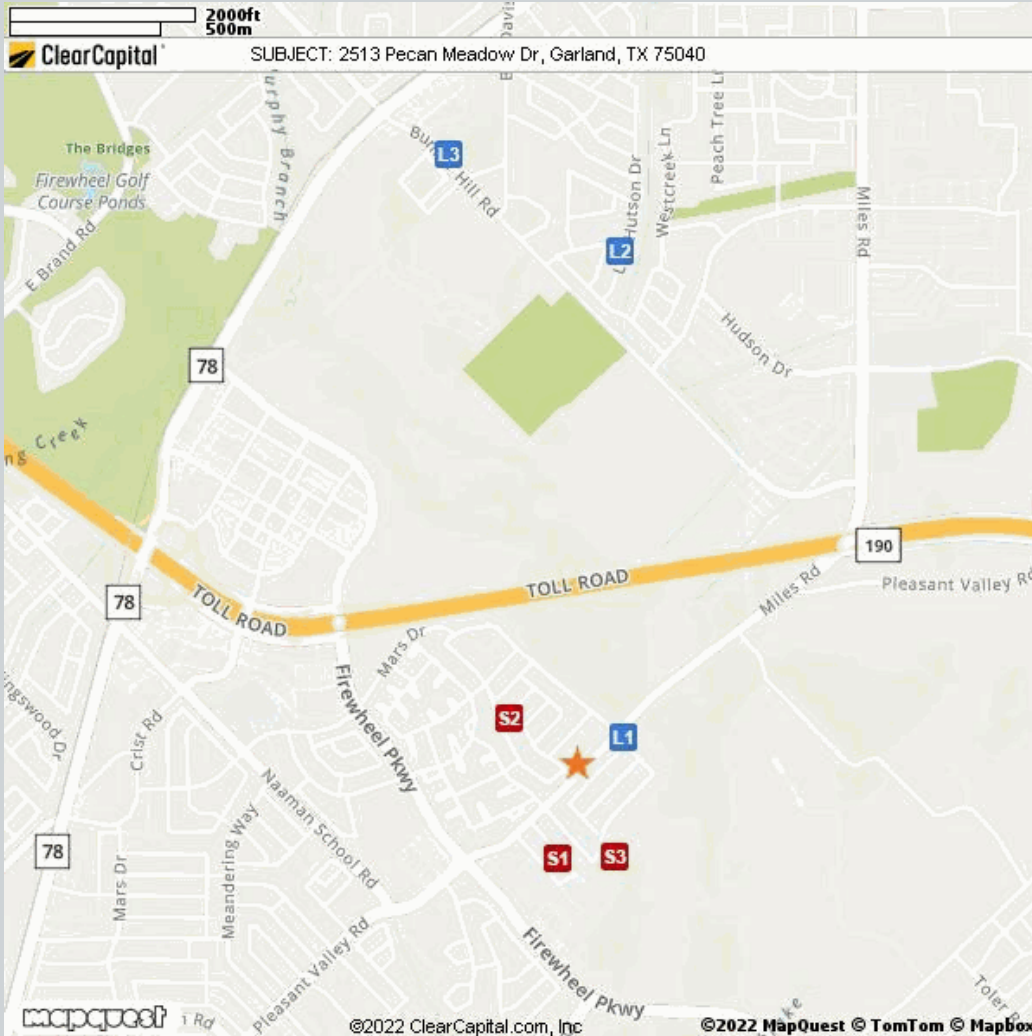 2000ft
500m
ClearCapital
SUBJECT: 2513 Pecan Meadow Dr, Garland, TX 75040
Murphy Branch
Peach Tree Ln
The Bridges
Firewheel Golf
Course Ponds
L3
Hill Rd
Hutson Dr
Westcreek Ln
Miles Rd
E Brand Rd
L2
Hudson Dr
78
Creek
190
TOLL ROAD
Pleasant Valley Rd
78
TOLL ROAD
Miles Rd
Mars Dr
Firewheel Pkwy
S2
L1
Crist Rd
Naaman School Rd
78
Mars Dr
Meandering Way
S1
S3
Pleasant Valley Rd
Firewheel Pkwy
Toler
mapquest
Rd
©2022 ClearCapital.com, Inc
©2022 MapQuest © TomTom © Mapbox